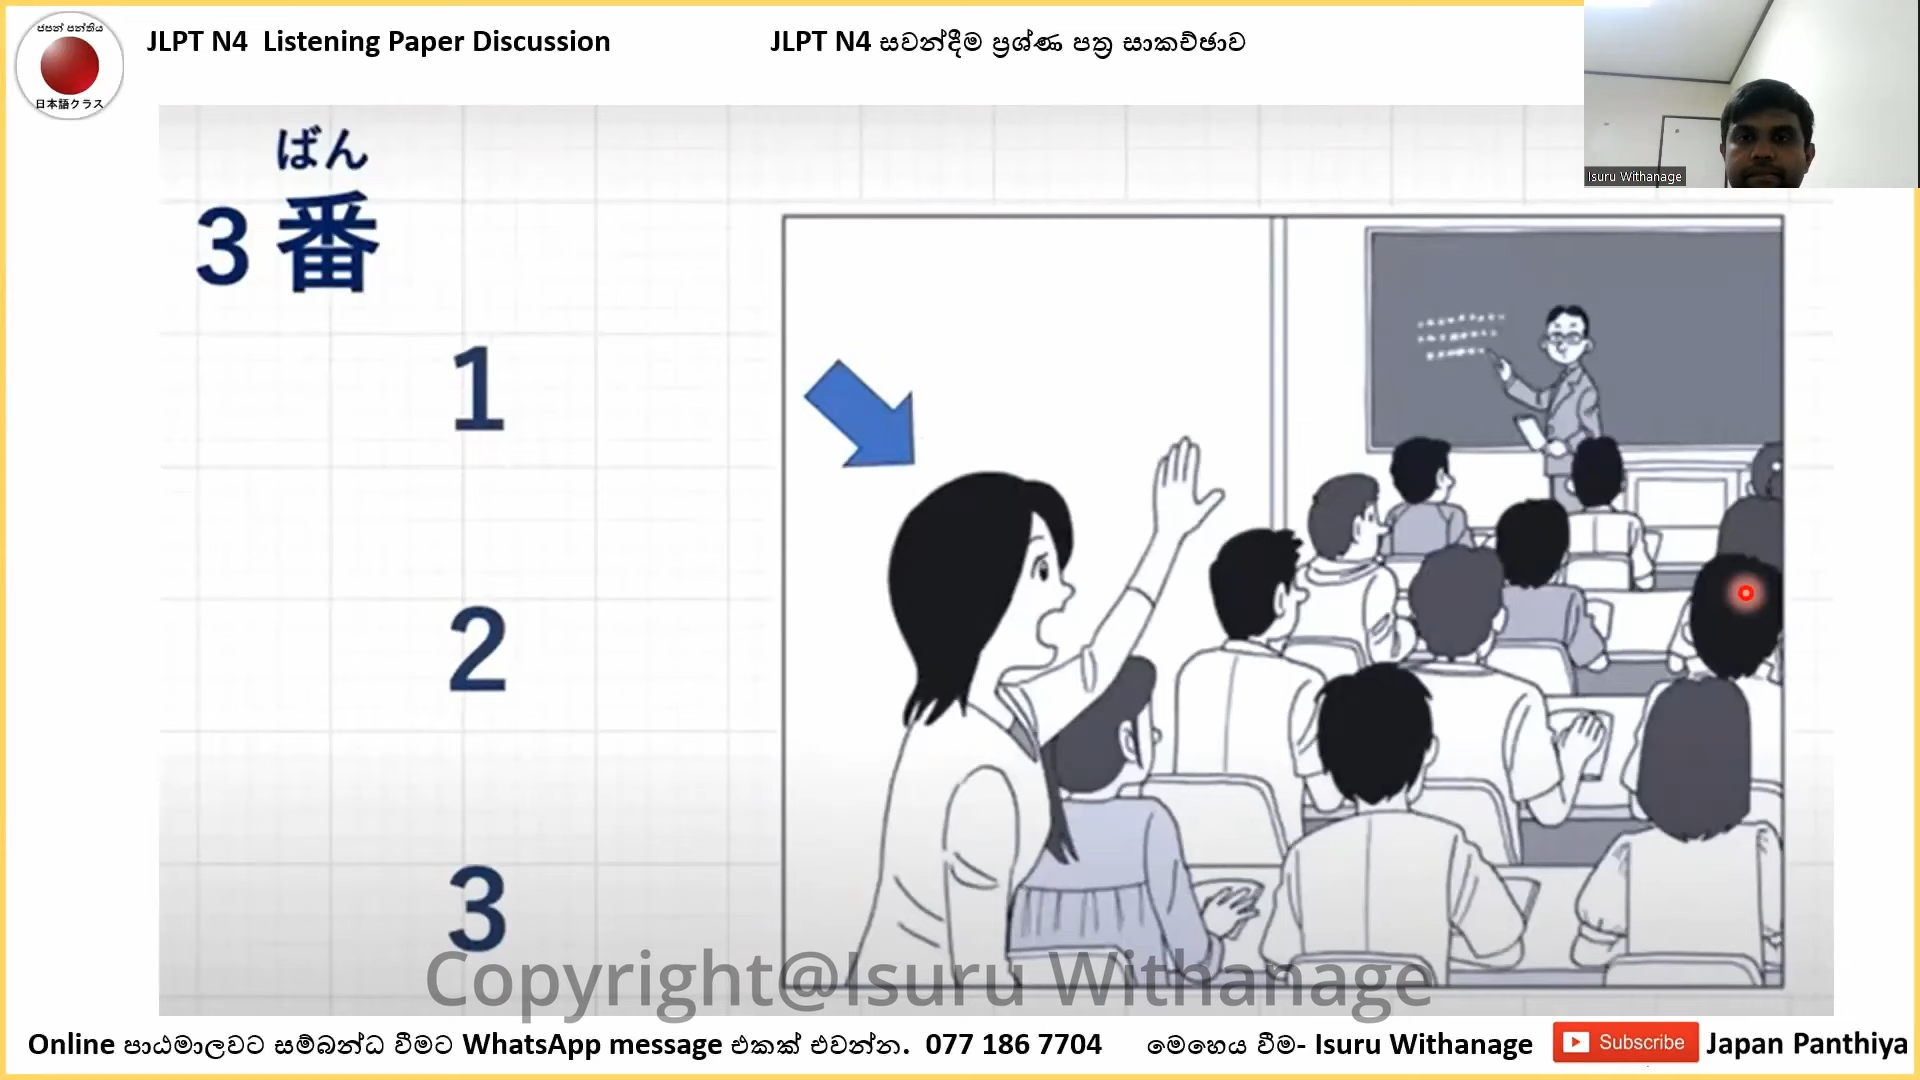 ජපන් පන්තිය
日本語クラス
JLPT N4 Listening Paper Discussion
JLPT N4 සවන්දීම ප්‍රශ්ණ පත්‍ර සාකච්ඡාව
Isuru Withanage
ばん
3番
1
2
3
Copyright@Isuru Withanage
Online පාඨමාලවට සම්බන්ධ වීමට WhatsApp message එකක් එවන්න. 077 186 7704
මෙහෙය වීම- Isuru Withanage
Subscribe
Japan Panthiya